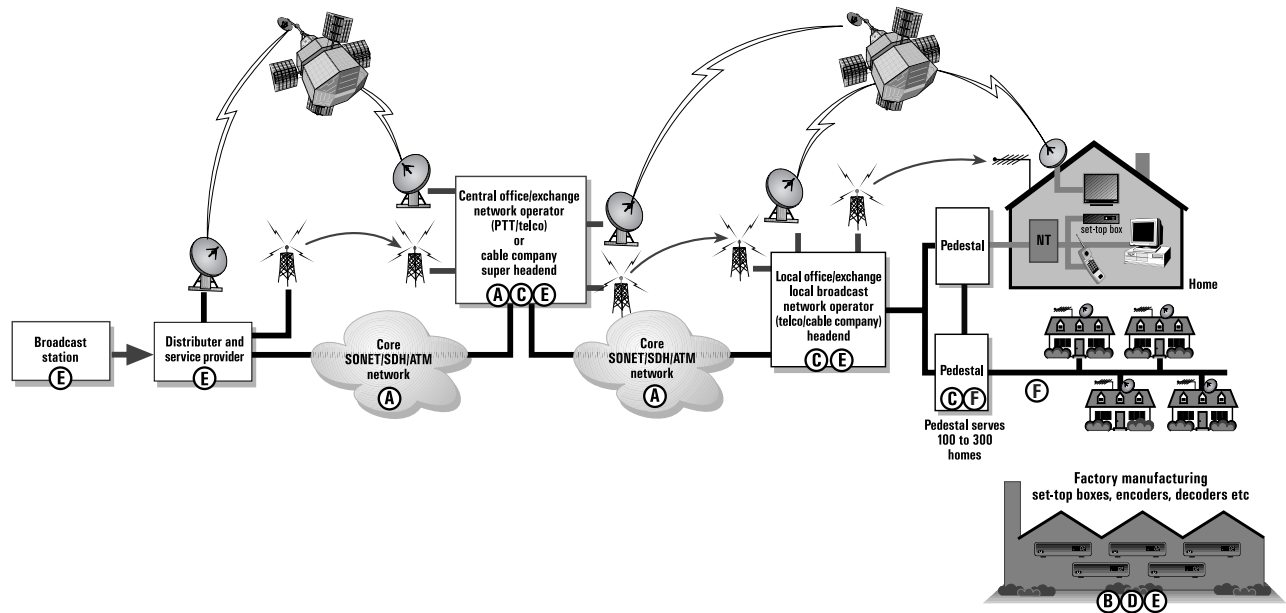 Central office/exchange
network operator
(PTT/telco)
or
cable company
super headend
A C E
Broadcast
station
E
Distributer and
service provider
E
Core
SONET/SDH/ATM
network
A
Core
SONET/SDH/ATM
network
A
Local office/exchange
local broadcast
network operator
(telco/cable company)
headend
C E
Pedestal
Pedestal
C F
Pedestal serves
100 to 300
homes
NT
set-top box
Home
F
Factory manufacturing
set-top boxes, encoders, decoders etc
B D E